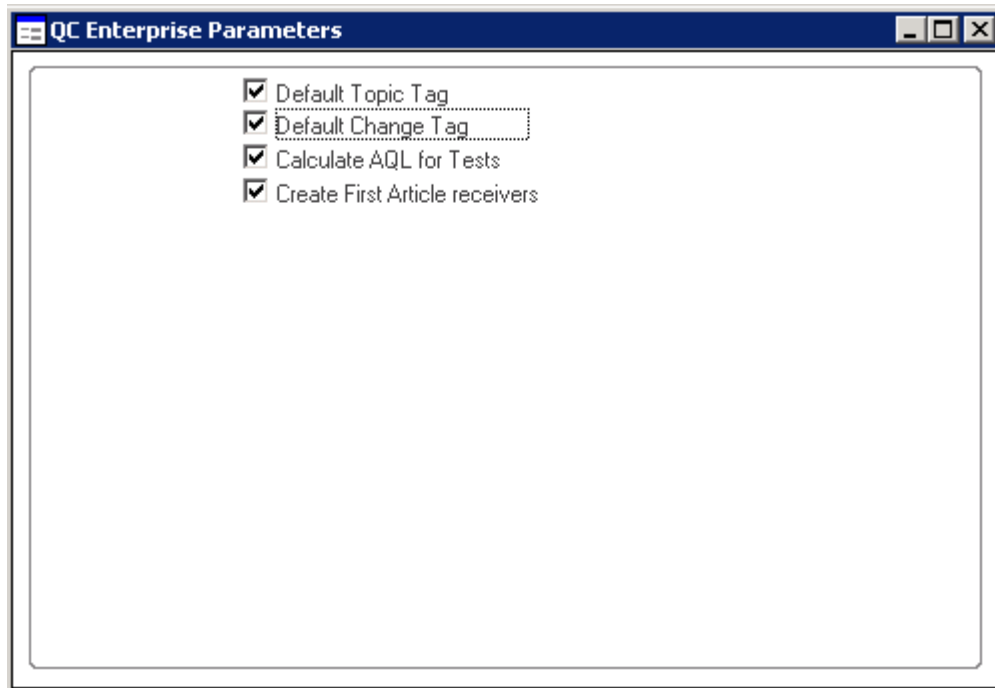 QC Enterprise Parameters
Default Topic Tag
Default Change Tag
Calculate AQL for Tests
Create First Article receivers